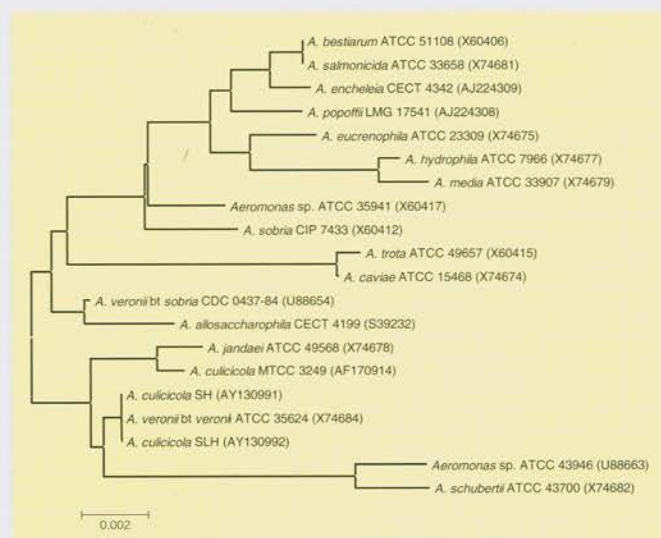 A. bestiarum ATCC 51108 (X60406)
A. salmonicida ATCC 33658 (X74681)
A. encheleia CECT 4342 (AJ224309)
A. popoffii LMG 17541 (AJ224308)
A. eucrenophila ATCC 23309 (X74675)
A. hydrophila ATCC 7966 (X74677)
A. media ATCC 33907 (X74679)
Aeromonas sp. ATCC 35941 (X60417)
A. sobria CIP 7433 (X60412)
A. trota ATCC 49657 (X60415)
A. caviae ATCC 15468 (X74674)
A. veronii bt sobria CDC 0437-84 (U88654)
A. allosaccharophila CECT 4199 (S39232)
A. jandaei ATCC 49568 (X74678)
A. culicicola MTCC 3249 (AF170914)
A. culicicola SH (AY130991)
A. veronii bt veronii ATCC 35624 (X74684)
A. culicicola SLH (AY130992)
Aeromonas sp. ATCC 43946 (U88663)
A. schubertii ATCC 43700 (X74682)
0.002